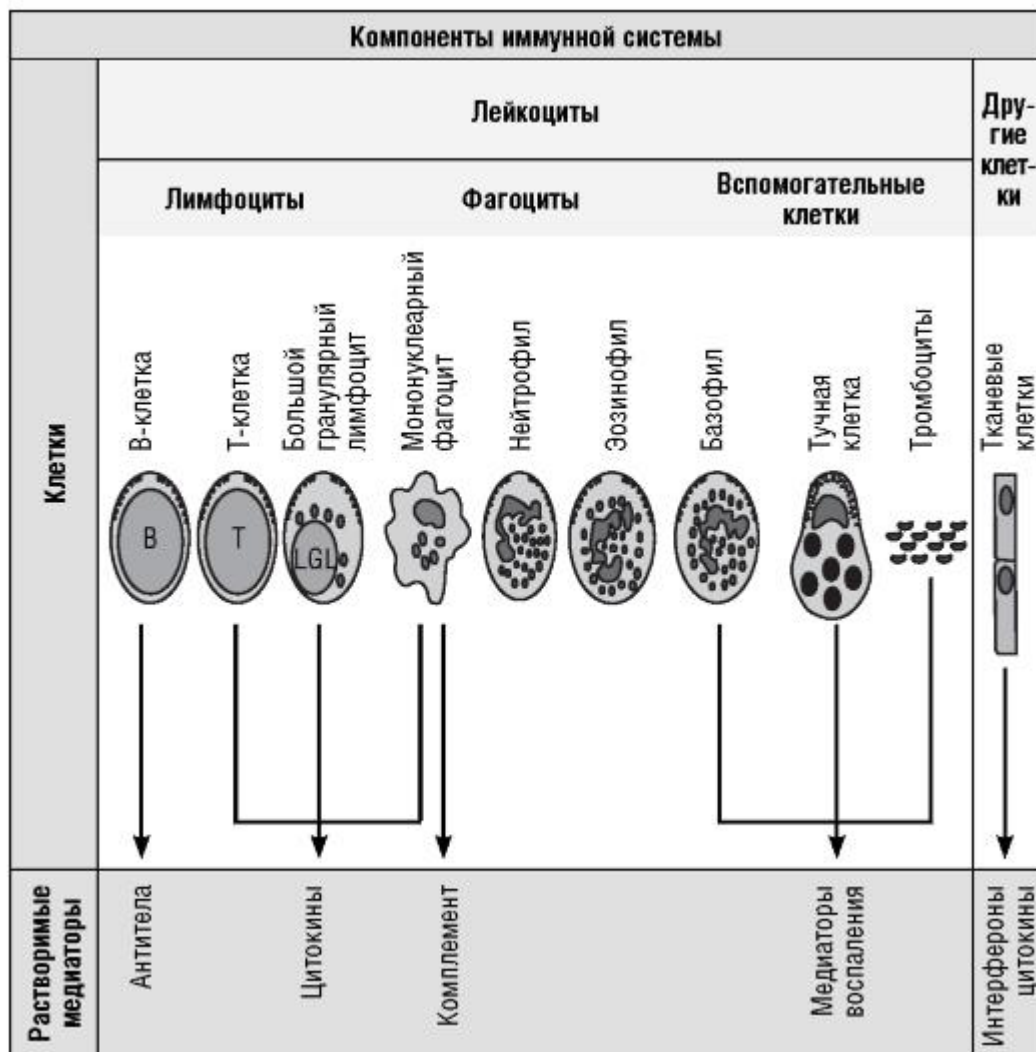 Компоненты иммунной системы
Клетки
Лейкоциты
Дру-
гие
клет-
ки
Лимфоциты
Фагоциты
Вспомогательные
клетки
В-клетка
Т-клетка
Большой
гранулярный
лимфоцит
Мононуклеарный
фагоцит
Нейтрофил
Эозинофил
Базофил
Тучная
клетка
Тромбоциты
Тканевые
клетки
B
T
LGL
Растворимые
медиаторы
Антитела
Цитокины
Комплемент
Медиаторы
воспаления
Интерфероны
цитокины